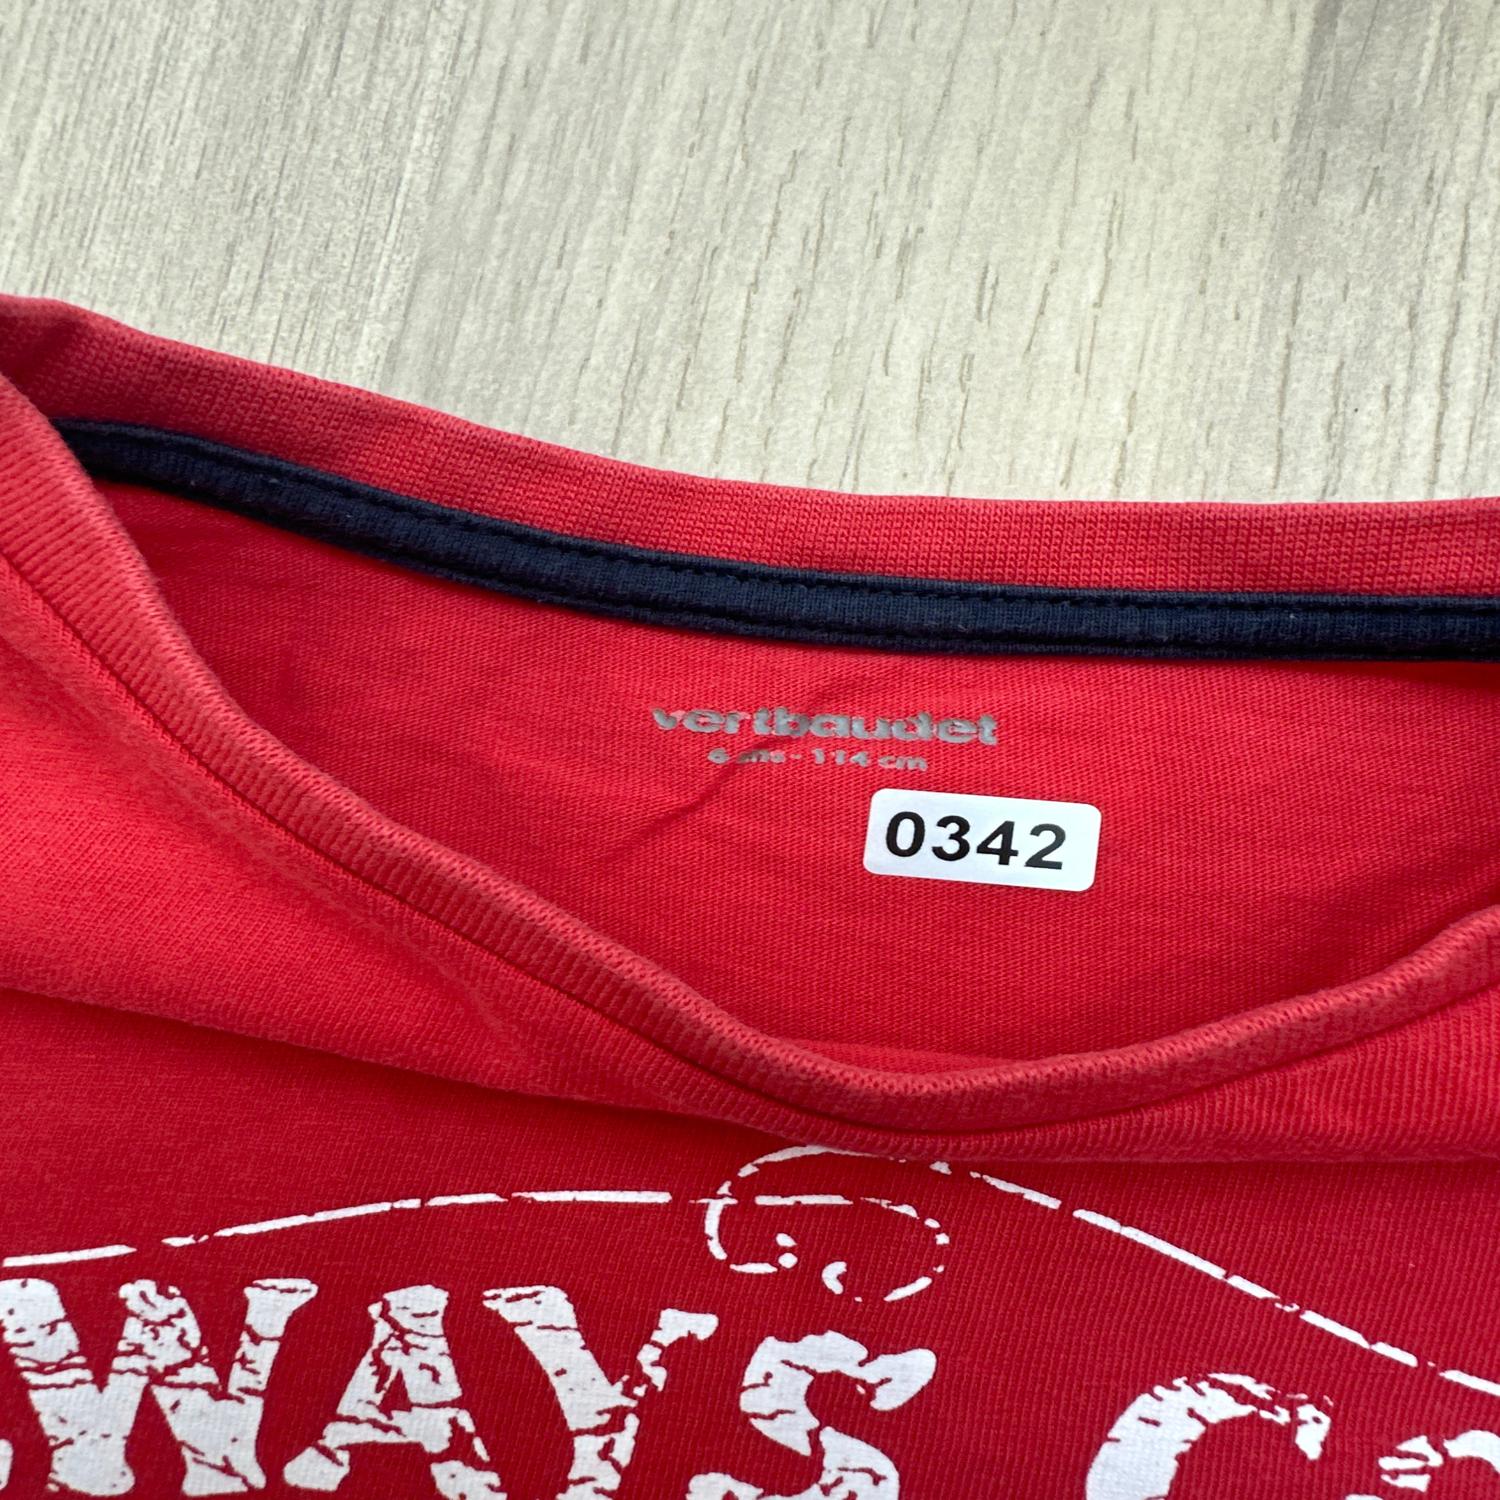 vertbaudet
6 ans - 114 cm
0342
WAYS